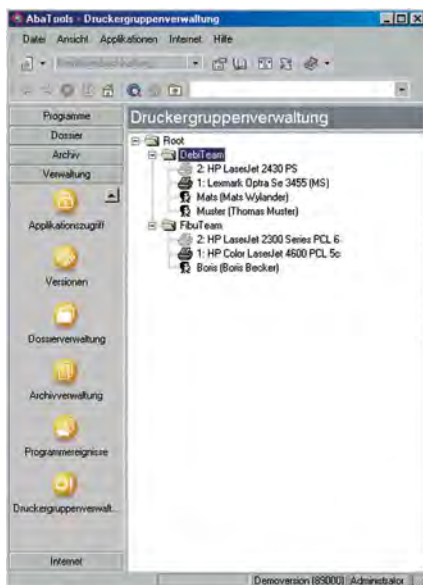 AbaTools - Druckergruppenverwaltung
Datei Ansicht Applikationen Internet Hilfe
Programme
Dossier
Archiv
Verwaltung
Applikationszugriff
Versionen
Dossierverwaltung
Archivverwaltung
Programmereignisse
Druckergruppenverwalt...
Internet
Druckergruppenverwaltung
Root
DebiTeam
2: HP LaserJet 2430 PS
1: Lexmark Optra Se 3455 (MS)
Mats (Mats Wylander)
Muster (Thomas Muster)
FibuTeam
2: HP LaserJet 2300 Series PCL 6
1: HP Color LaserJet 4600 PCL 5c
Boris (Boris Becker)
Demoversion [89000] Administrator